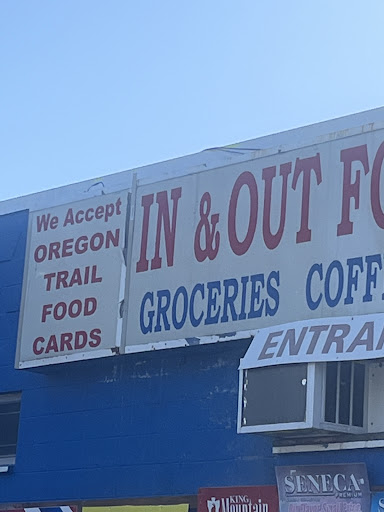 We Accept
OREGON
TRAIL
FOOD
CARDS
IN & OUT FO
GROCERIES COFF
ENTRA
KING
Mountain
SENECA
PREMIUM